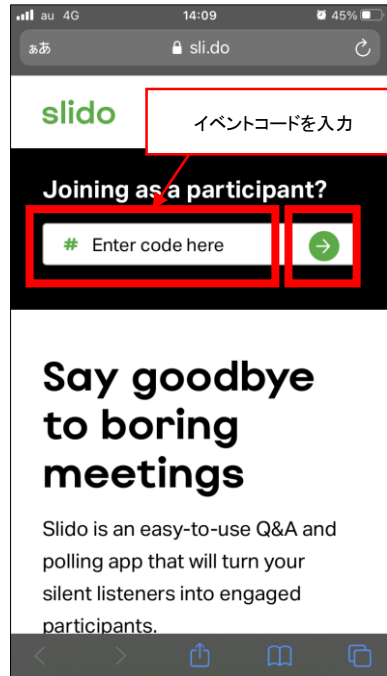 au 4G 14:09 45%
ぁあ sli.do
slido
イベントコードを入力
Joining as a participant?
# Enter code here
Say goodbye
to boring
meetings
Slido is an easy-to-use Q&A and
polling app that will turn your
silent listeners into engaged
participants.